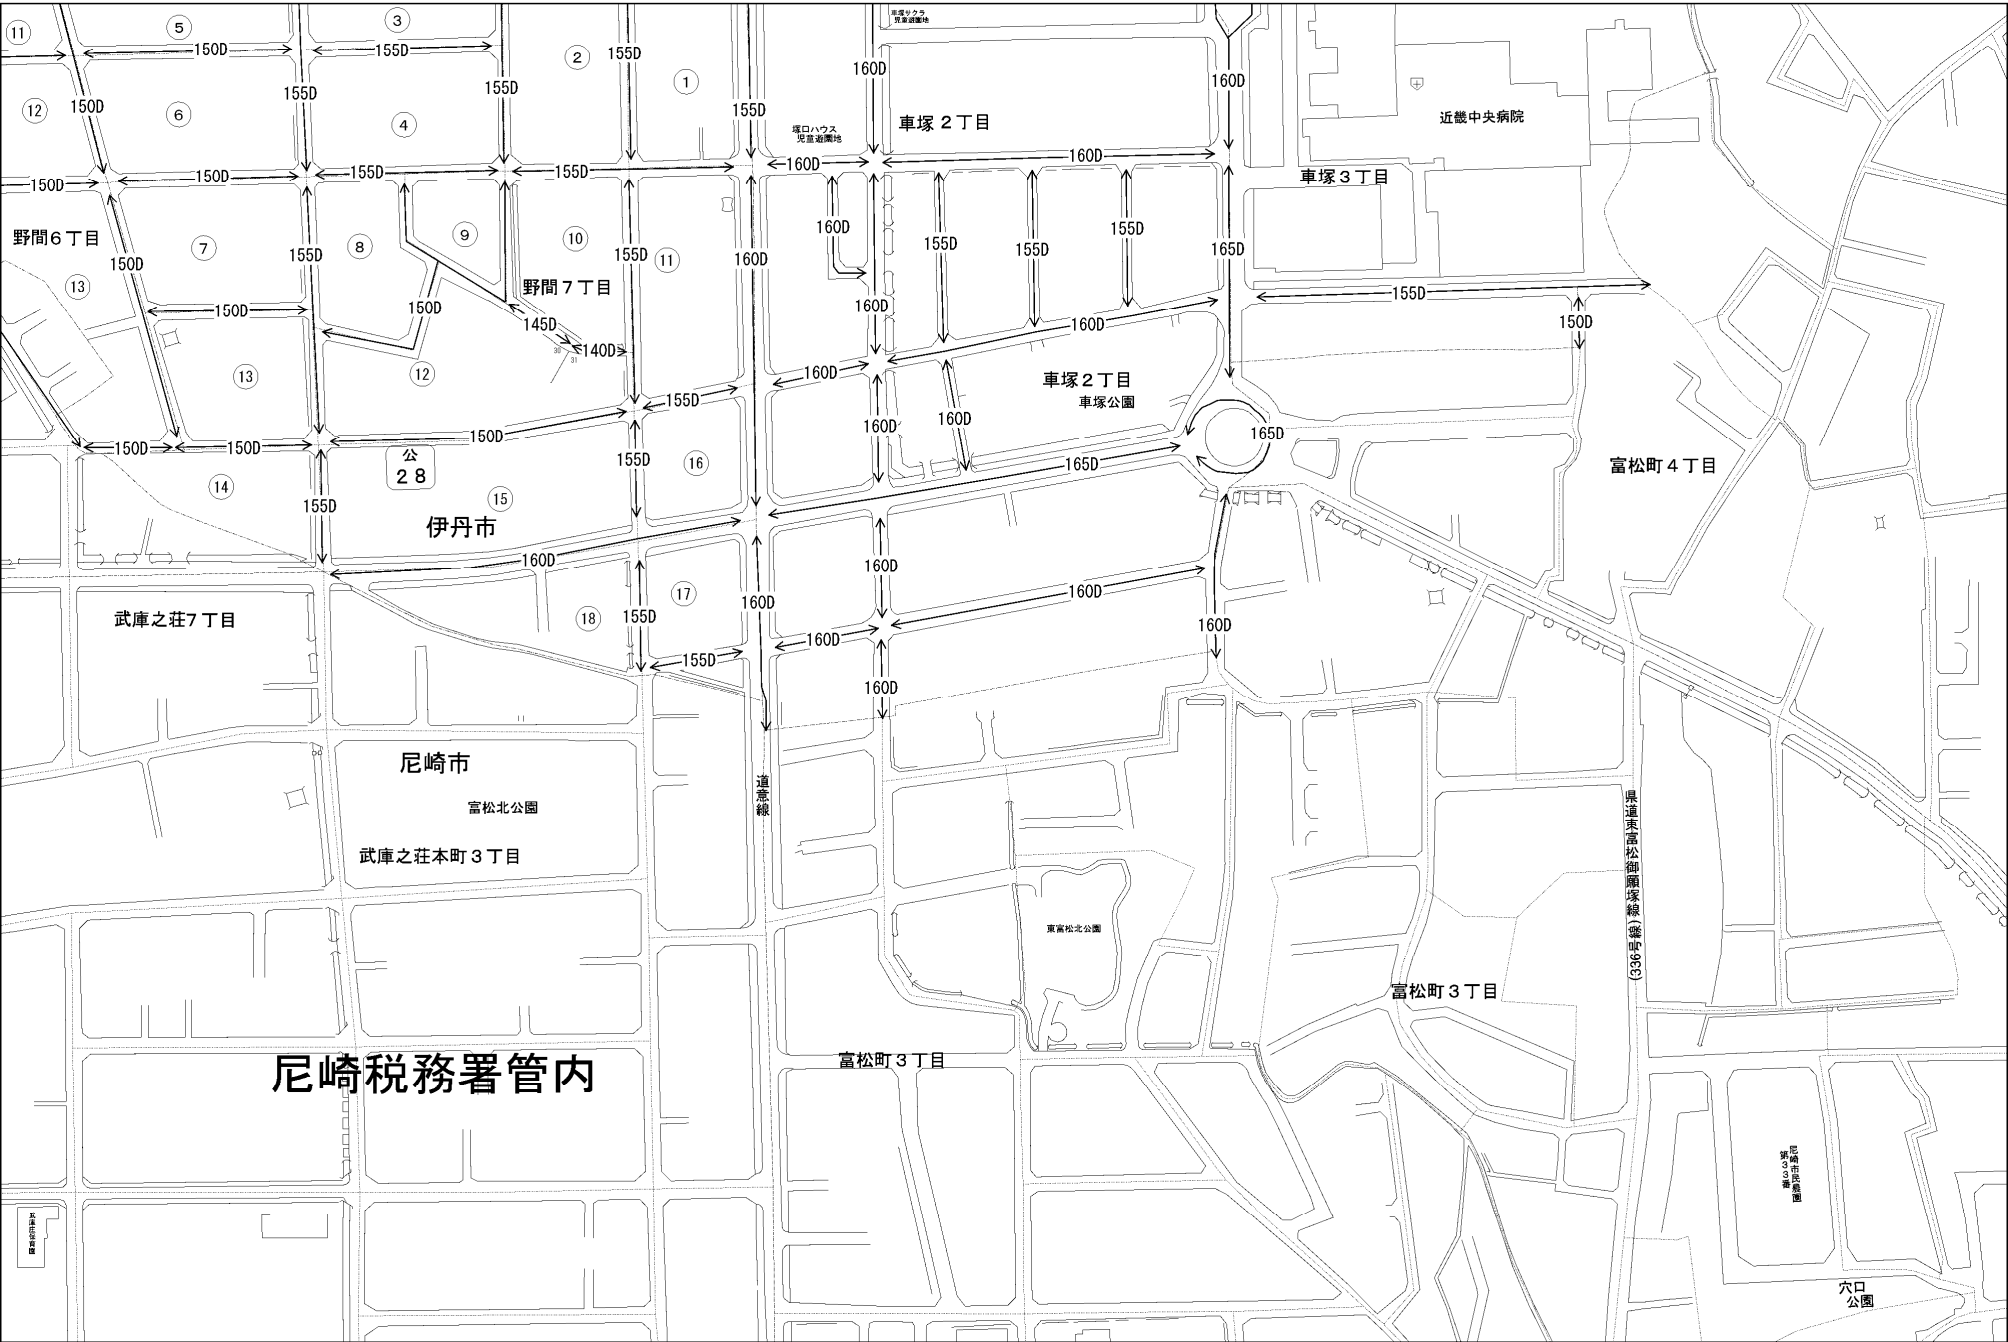 車塚サクラ
児童遊園地
⑪
⑤
③
②
①
150D
155D
155D
160D
160D
155D
155D
155D
150D
⑫
⑥
④
近畿中央病院
車塚２丁目
塚口ハウス
児童遊園地
150D
150D
155D
155D
160D
160D
車塚３丁目
野間６丁目
⑦
⑧
⑨
⑩
⑪
150D
155D
155D
160D
160D
155D
155D
155D
165D
⑬
野間７丁目
155D
150D
150D
160D
160D
150D
145D
140D
30
31
⑬
⑫
160D
車塚２丁目
車塚公園
155D
160D
160D
165D
150D
150D
150D
155D
165D
⑯
公
２８
富松町４丁目
⑭
⑮
155D
伊丹市
160D
160D
160D
⑰
⑱
160D
155D
160D
160D
武庫之荘７丁目
155D
160D
尼崎市
道意線
富松北公園
武庫之荘本町３丁目
県道東富松御願塚線(336号線)
東富松北公園
富松町３丁目
富松町３丁目
尼崎税務署管内
尼崎市民農園
第３３番
武庫庄保育園
穴口
公園